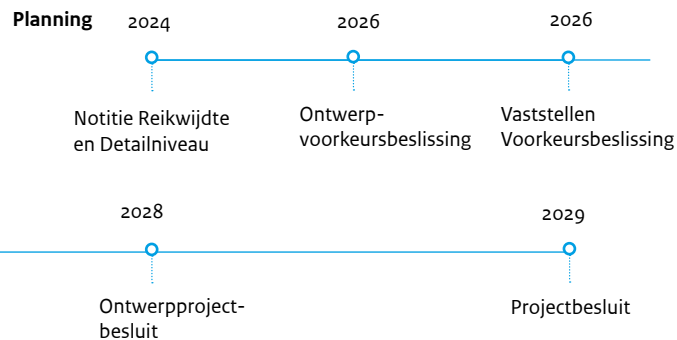 Planning 2024 2026 2026
Notitie Reikwijdte
en Detailniveau
Ontwerp-
voorkeursbeslissing
Vaststellen
Voorkeursbeslissing
2028 2029
Ontwerpproject-
besluit
Projectbesluit